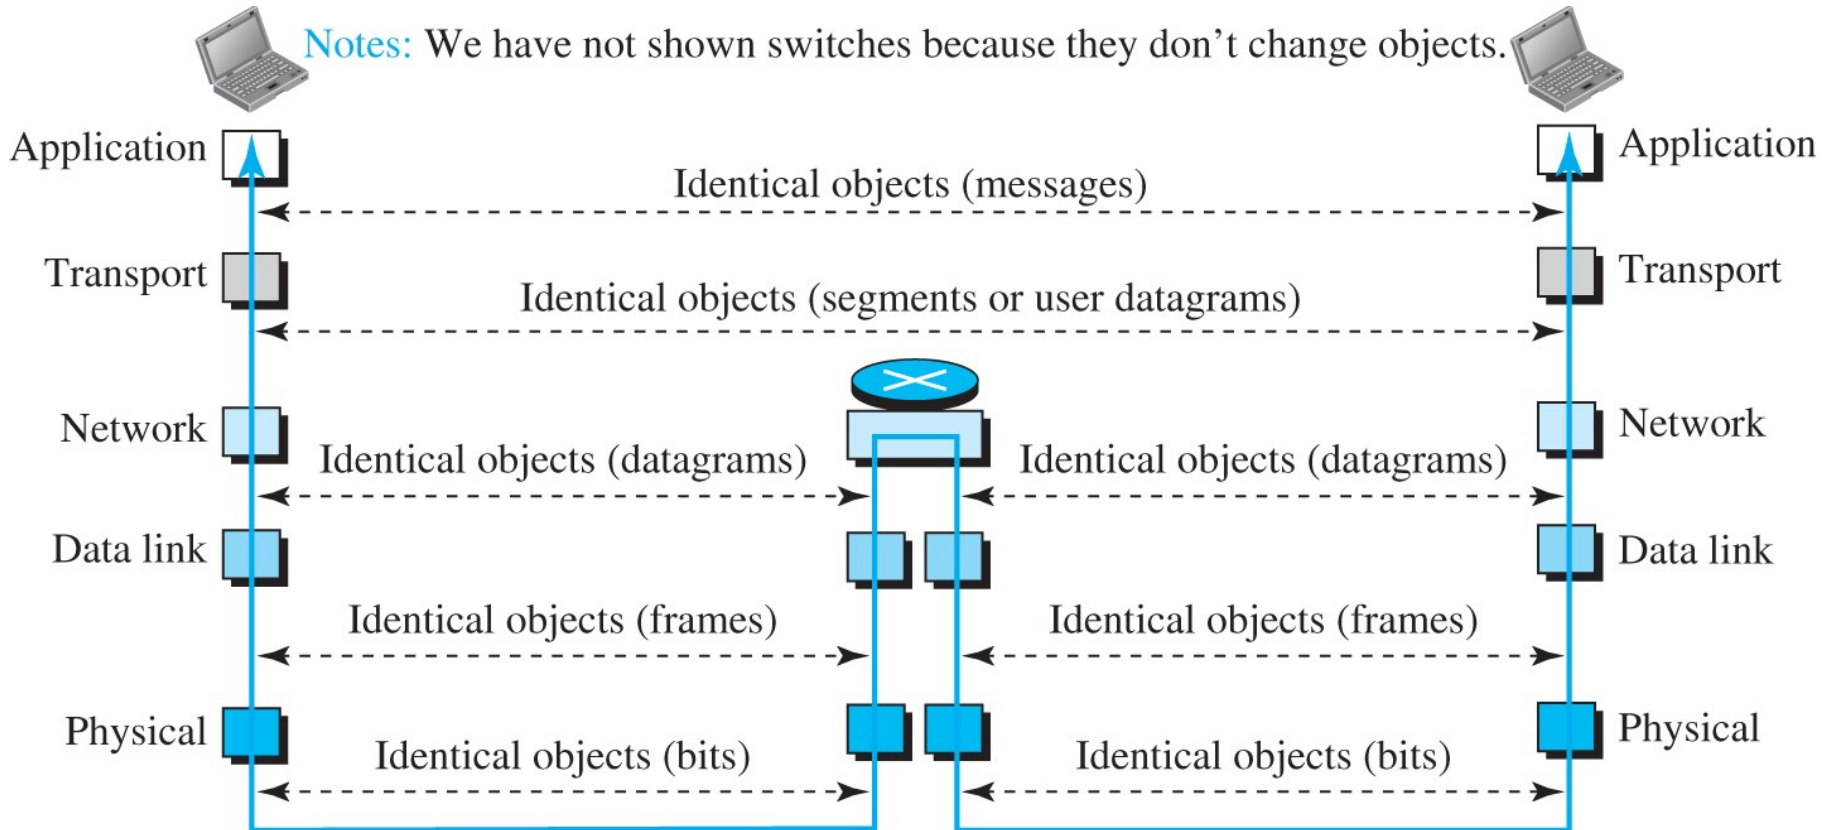 Notes: We have not shown switches because they don't change objects.
Application
Application
Identical objects (messages)
Transport
Transport
Identical objects (segments or user datagrams)
Network
Network
Identical objects (datagrams)
Identical objects (datagrams)
Data link
Data link
Identical objects (frames)
Identical objects (frames)
Physical
Physical
Identical objects (bits)
Identical objects (bits)